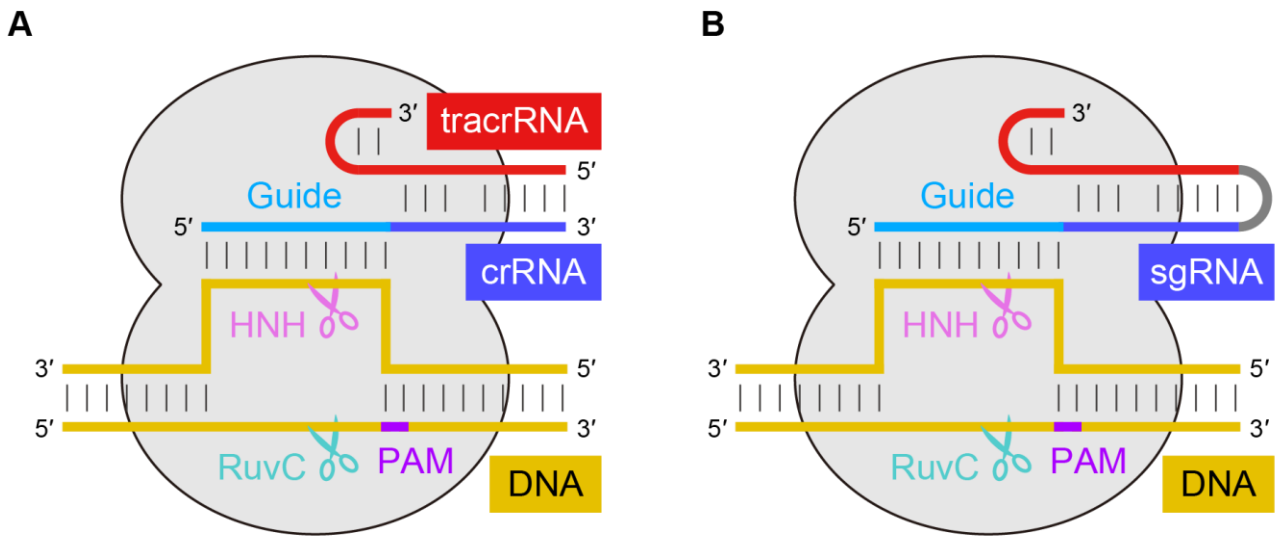 A
3′
tracrRNA
5′
Guide
5′
3′
crRNA
HNH
3′
5′
5′
3′
RuvC
PAM
DNA
B
3′
Guide
5′
sgRNA
HNH
3′
5′
5′
3′
RuvC
PAM
DNA